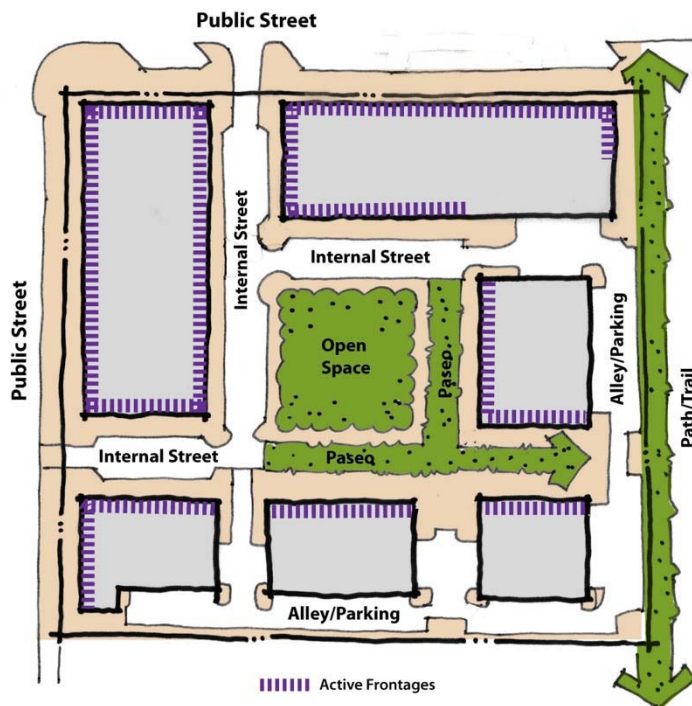 Public Street
Public Street
Internal Street
Internal Street
Open
Space
Paseo
Alley/Parking
Path/Trail
Internal Street
Paseo
Alley/Parking
Active Frontages